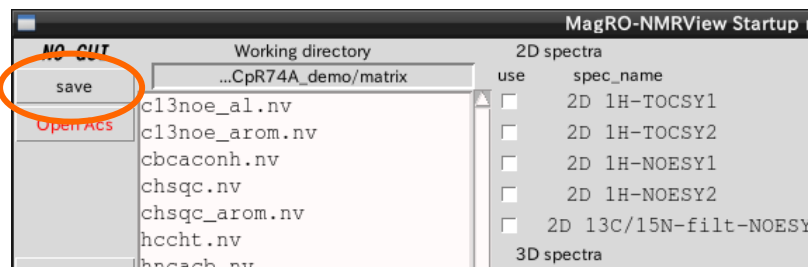 MagRO-NMRView Startup
NO GUI
save
Open Acs
Working directory
...CpR74A_demo/matrix
c13noe_al.nv
c13noe_arom.nv
cbcaconh.nv
chsqc.nv
chsqc_arom.nv
hccht.nv
hncacb.nv
2D spectra
use spec_name
2D 1H-TOCSY1
2D 1H-TOCSY2
2D 1H-NOESY1
2D 1H-NOESY2
2D 13C/15N-filt-NOESY
3D spectra